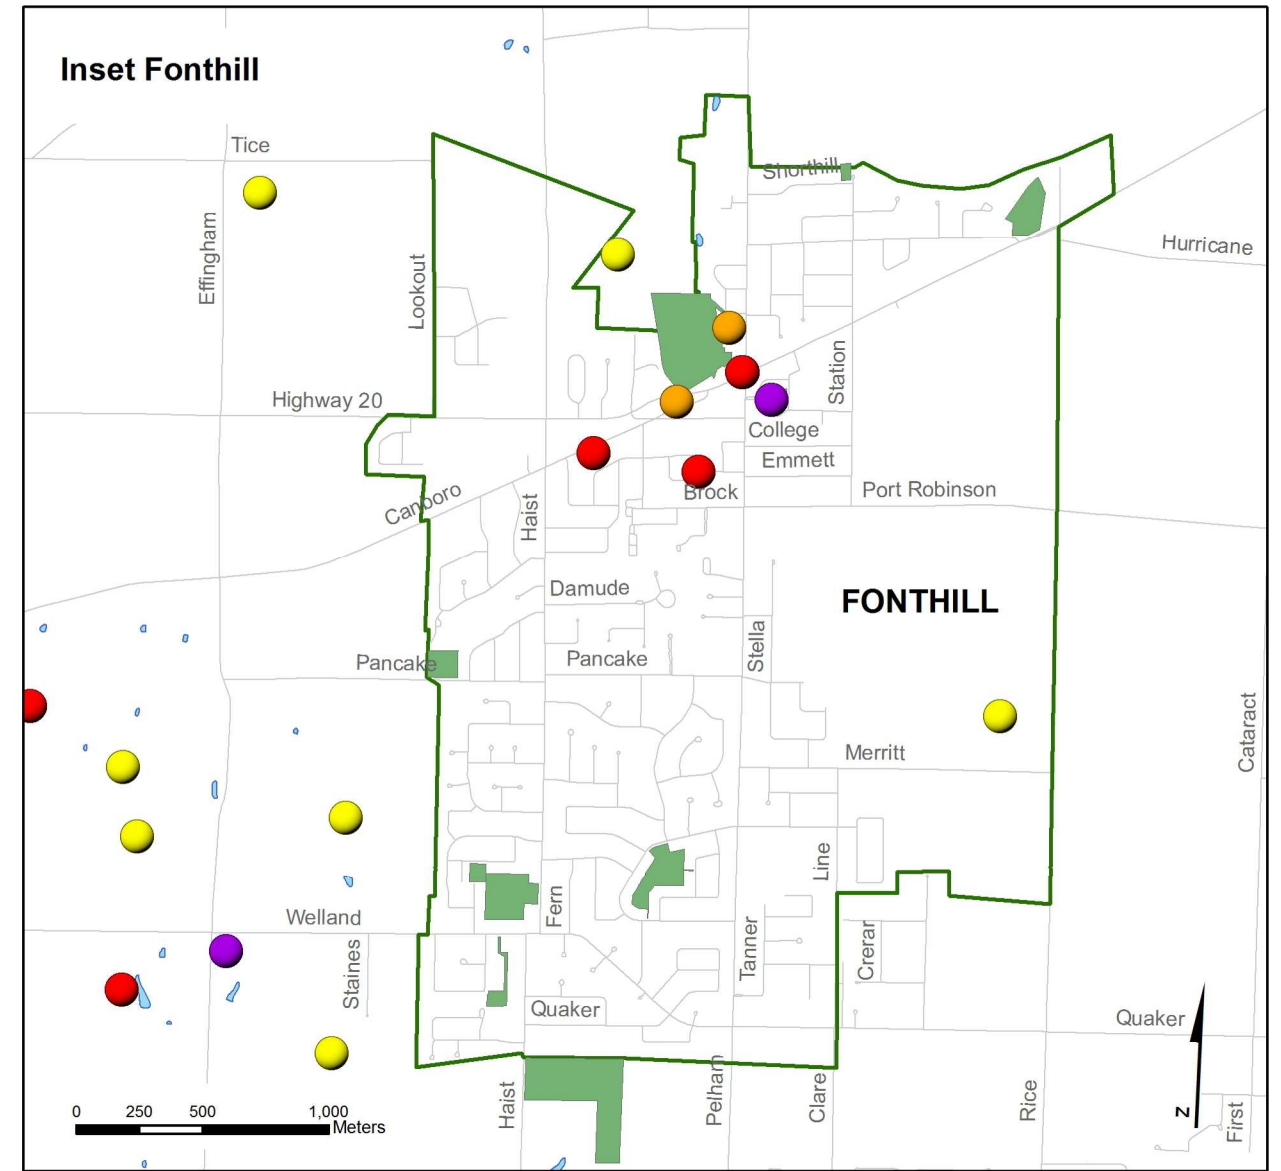 Inset Fonthill
Tice
Shorthill
Effingham
Lookout
Hurricane
Highway 20
Station
College
Emmett
Brock
Port Robinson
Canboro
Haist
Damude
FONTHILL
Pancake
Pancake
Stella
Cataract
Merritt
Line
Fern
Welland
Staines
Tanner
Crerar
Quaker
Quaker
Haist
Pelham
Clare
Rice
First
Z
0 250 500 1,000
Meters